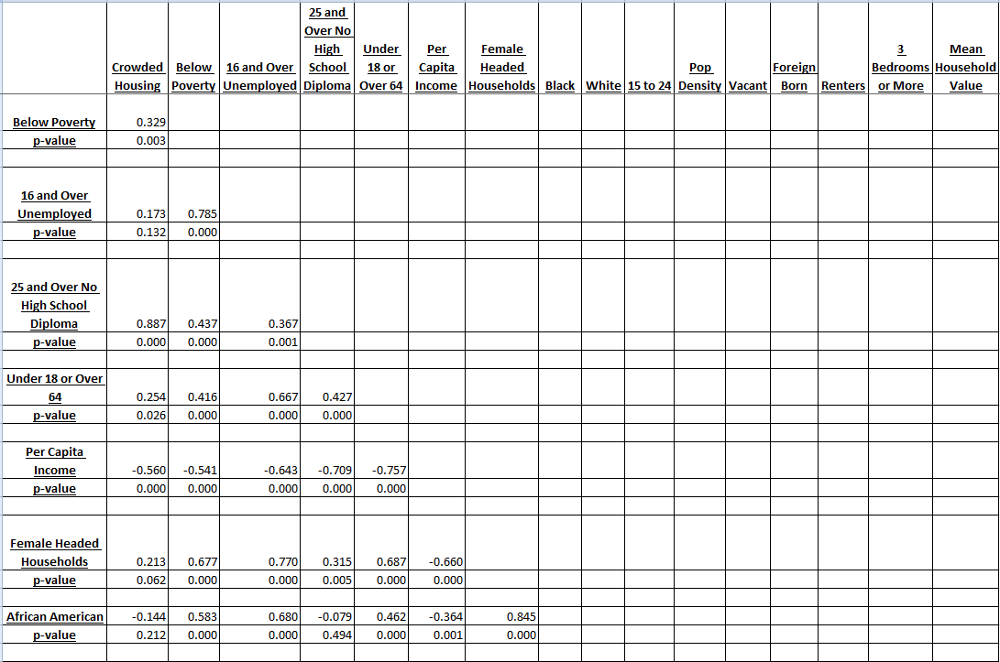 25 and
Over No
High Under Per Female 3 Mean
Crowded Below 16 and Over School 18 or Capita Headed Pop Foreign Bedrooms Household
Housing Poverty Unemployed Diploma Over 64 Income Households Black White 15 to 24 Density Vacant Born Renters or More Value
Below Poverty 0.329
p-value 0.003
16 and Over
Unemployed 0.173 0.785
p-value 0.132 0.000
25 and Over No
High School
Diploma 0.887 0.437 0.367
p-value 0.000 0.000 0.001
Under 18 or Over
64 0.254 0.416 0.667 0.427
p-value 0.026 0.000 0.000 0.000
Per Capita
Income -0.560 -0.541 -0.643 -0.709 -0.757
p-value 0.000 0.000 0.000 0.000 0.000
Female Headed
Households 0.213 0.677 0.770 0.315 0.687 -0.660
p-value 0.062 0.000 0.000 0.005 0.000 0.000
African American -0.144 0.583 0.680 -0.079 0.462 -0.364 0.845
p-value 0.212 0.000 0.000 0.494 0.000 0.001 0.000